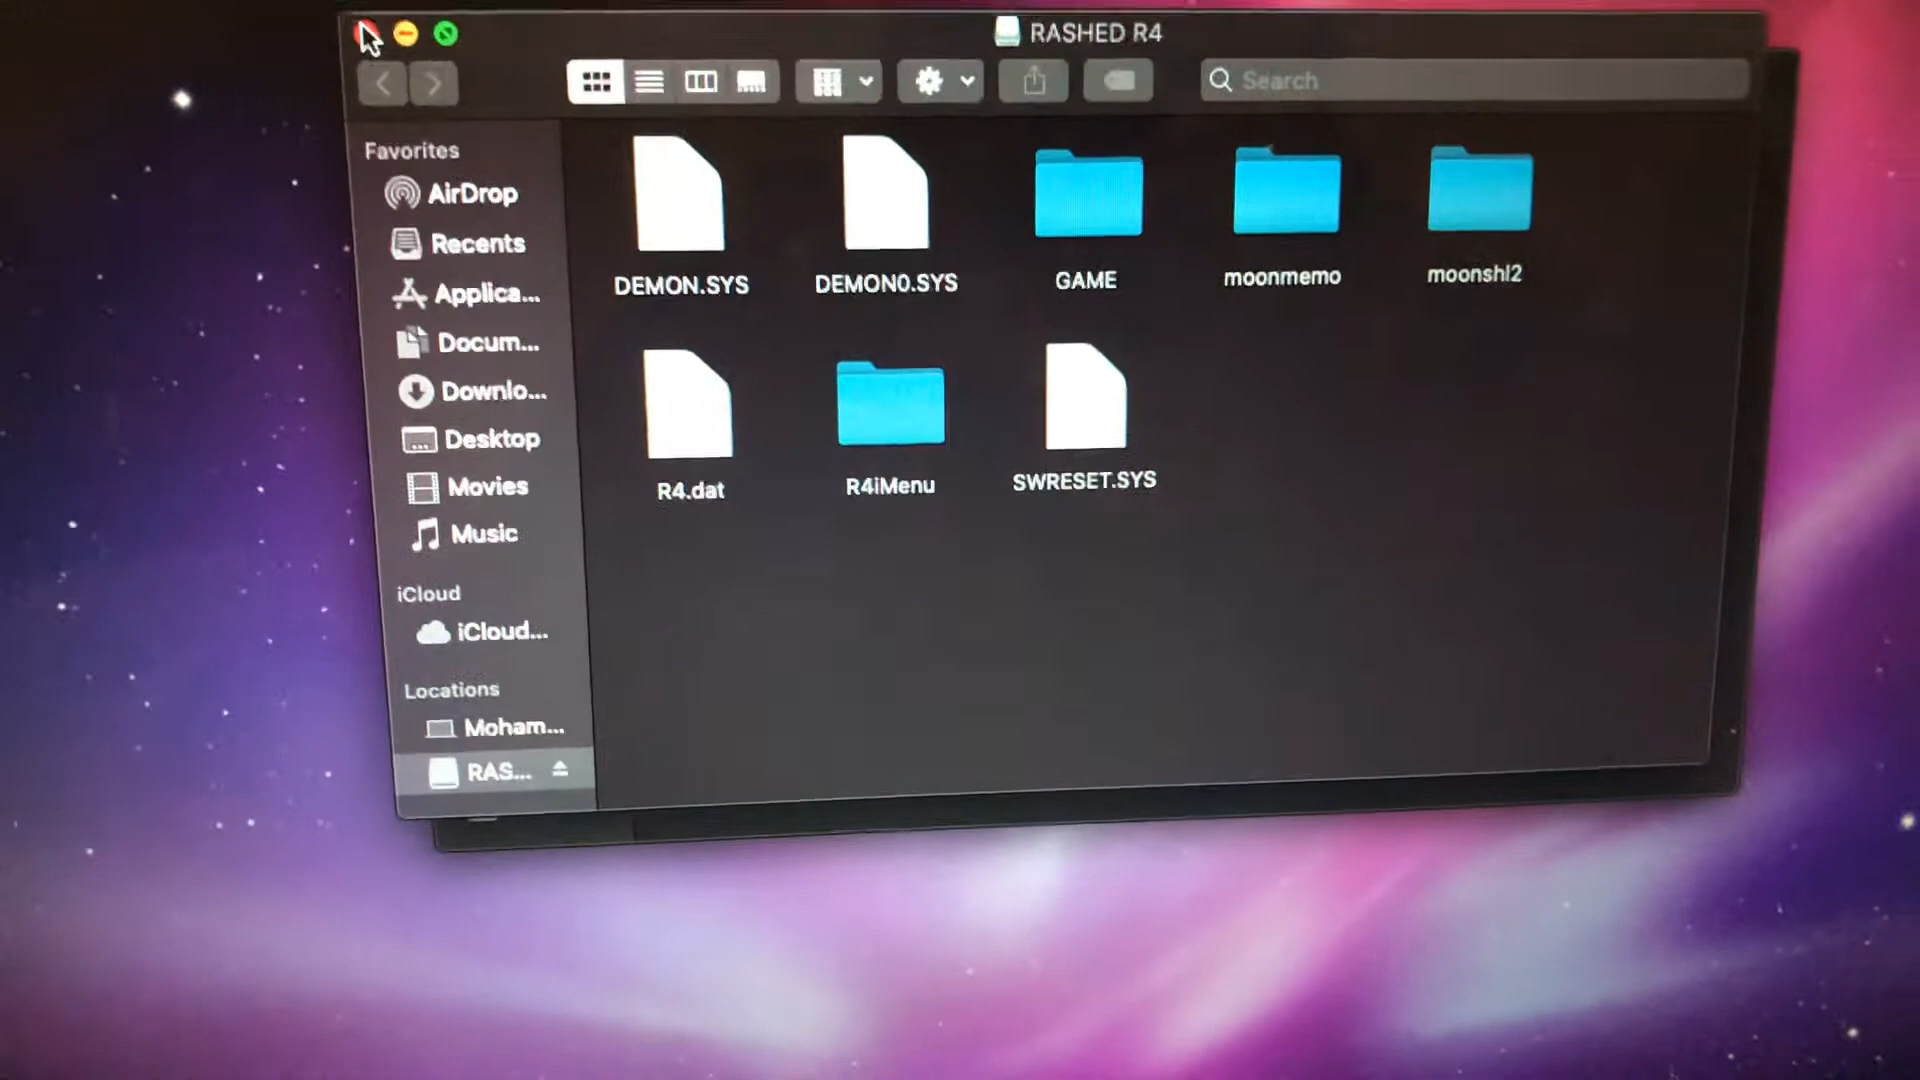 RASHED R4
Search
Favorites
AirDrop
Recents
Applica...
Docum...
Downlo...
Desktop
Movies
Music
iCloud
iCloud...
Locations
Moham...
RAS...
DEMON.SYS
DEMON0.SYS
GAME
moonmemo
moonshl2
R4.dat
R4iMenu
SWRESET.SYS